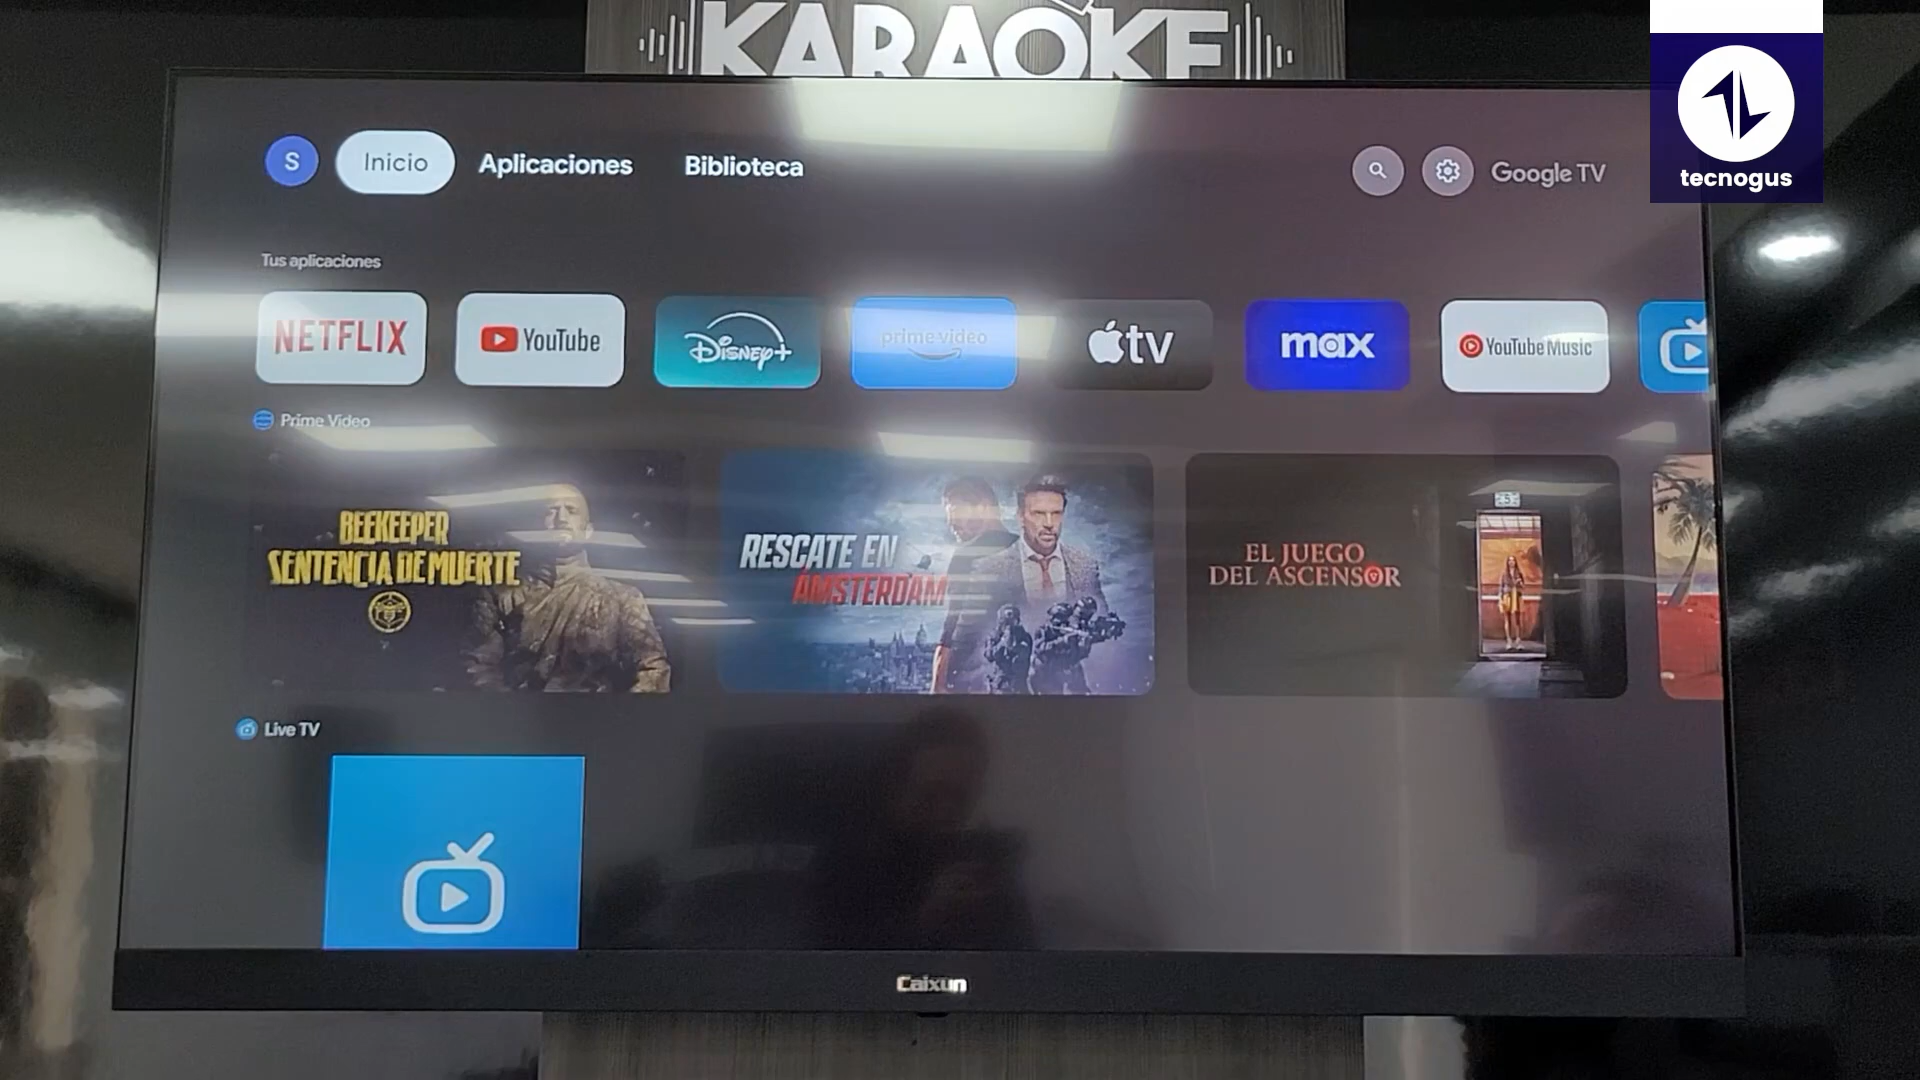 KARAOKE
tecnogus
S
Inicio
Aplicaciones
Biblioteca
Google TV
Tus aplicaciones
NETFLIX
YouTube
Disney+
prime video
tv
max
YouTube Music
Prime Video
BEEKEEPER
SENTENCIA DE MUERTE
RESCATE EN
ÁMSTERDAM
EL JUEGO
DEL ASCENSOR
5
Live TV
Caixun